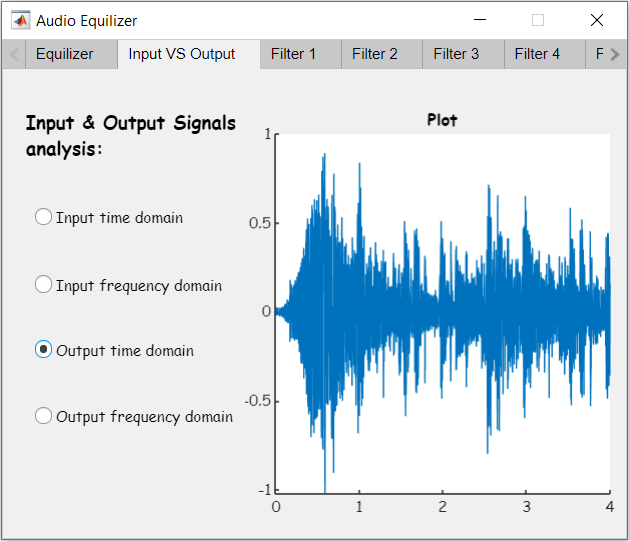 Audio Equilizer
Equilizer
Input VS Output
Filter 1
Filter 2
Filter 3
Filter 4
F
Input & Output Signals
analysis:
Input time domain
Input frequency domain
Output time domain
Output frequency domain
Plot
1
0.5
0
-0.5
-1
0
1
2
3
4